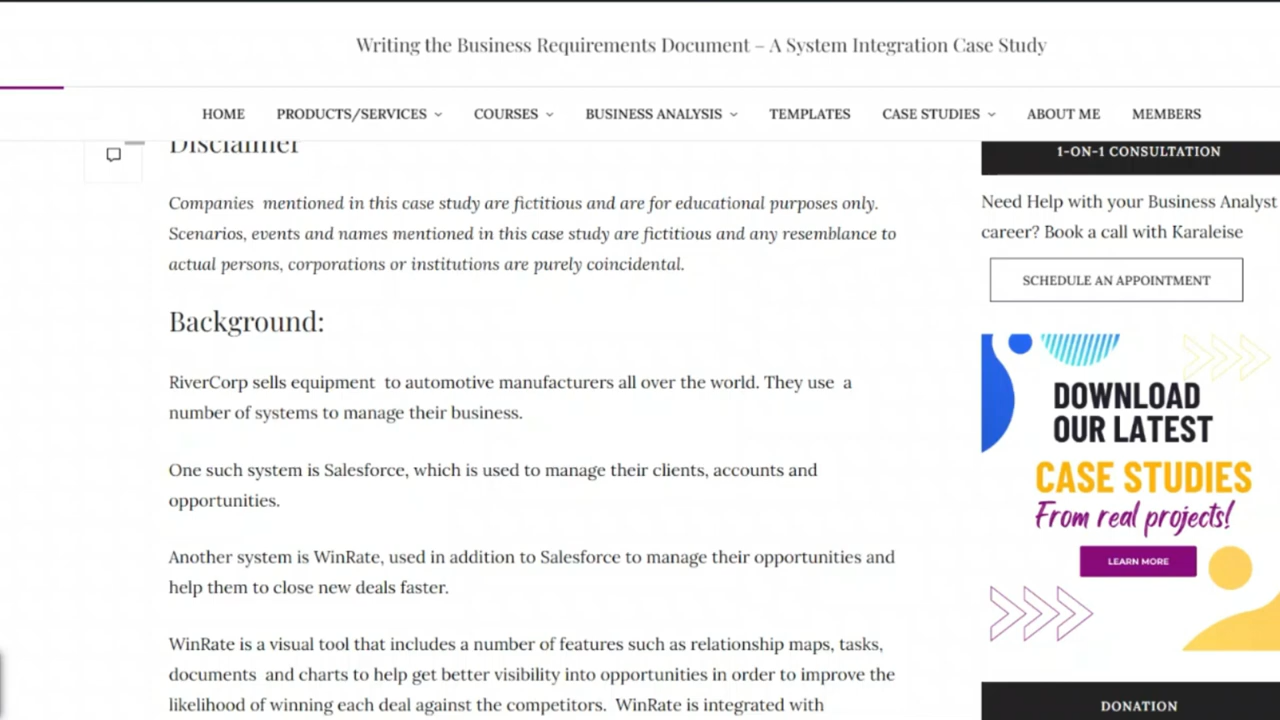 Writing the Business Requirements Document – A System Integration Case Study
HOME PRODUCTS/SERVICES COURSES BUSINESS ANALYSIS TEMPLATES CASE STUDIES ABOUT ME MEMBERS
Disclaimer
Companies mentioned in this case study are fictitious and are for educational purposes only.
Scenarios, events and names mentioned in this case study are fictitious and any resemblance to
actual persons, corporations or institutions are purely coincidental.
Background:
RiverCorp sells equipment to automotive manufacturers all over the world. They use a
number of systems to manage their business.
One such system is Salesforce, which is used to manage their clients, accounts and
opportunities.
Another system is WinRate, used in addition to Salesforce to manage their opportunities and
help them to close new deals faster.
WinRate is a visual tool that includes a number of features such as relationship maps, tasks,
documents and charts to help get better visibility into opportunities in order to improve the
likelihood of winning each deal against the competitors. WinRate is integrated with
1-ON-1 CONSULTATION
Need Help with your Business Analyst
career? Book a call with Karaleise
SCHEDULE AN APPOINTMENT
DOWNLOAD
OUR LATEST
CASE STUDIES
From real projects!
LEARN MORE
DONATION